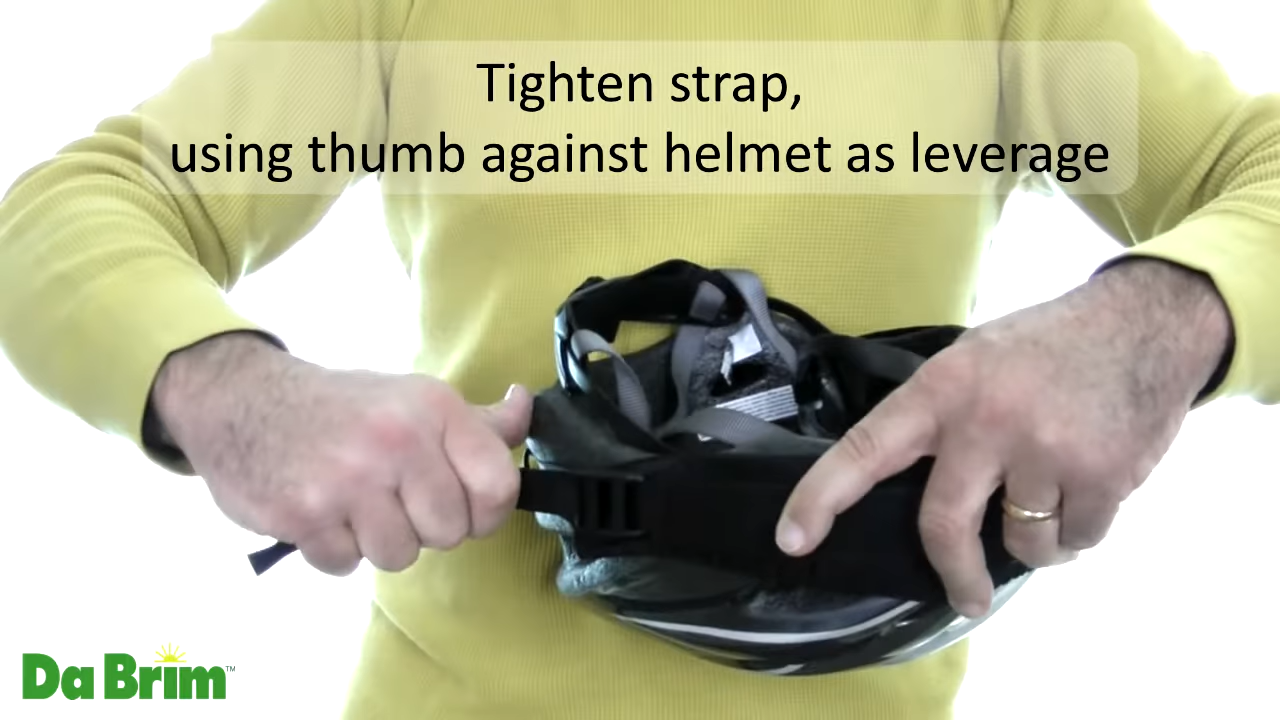 Tighten strap,
using thumb against helmet as leverage
Da Brim™